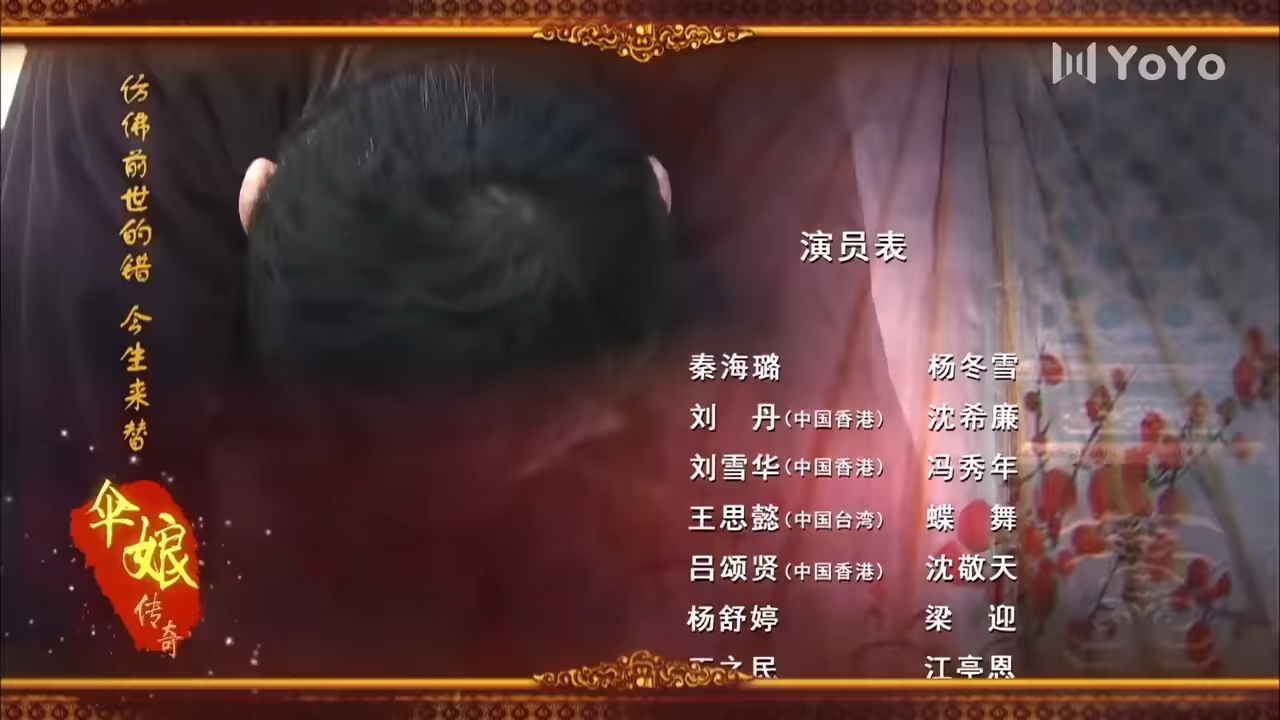 YoYo
仿佛前世的错 今生来替
伞娘
传奇
演员表
秦海璐 杨冬雪
刘 丹(中国香港) 沈希廉
刘雪华(中国香港) 冯秀年
王思懿(中国台湾) 蝶 舞
吕颂贤(中国香港) 沈敬天
杨舒婷 梁 迎
之民 江亭恩